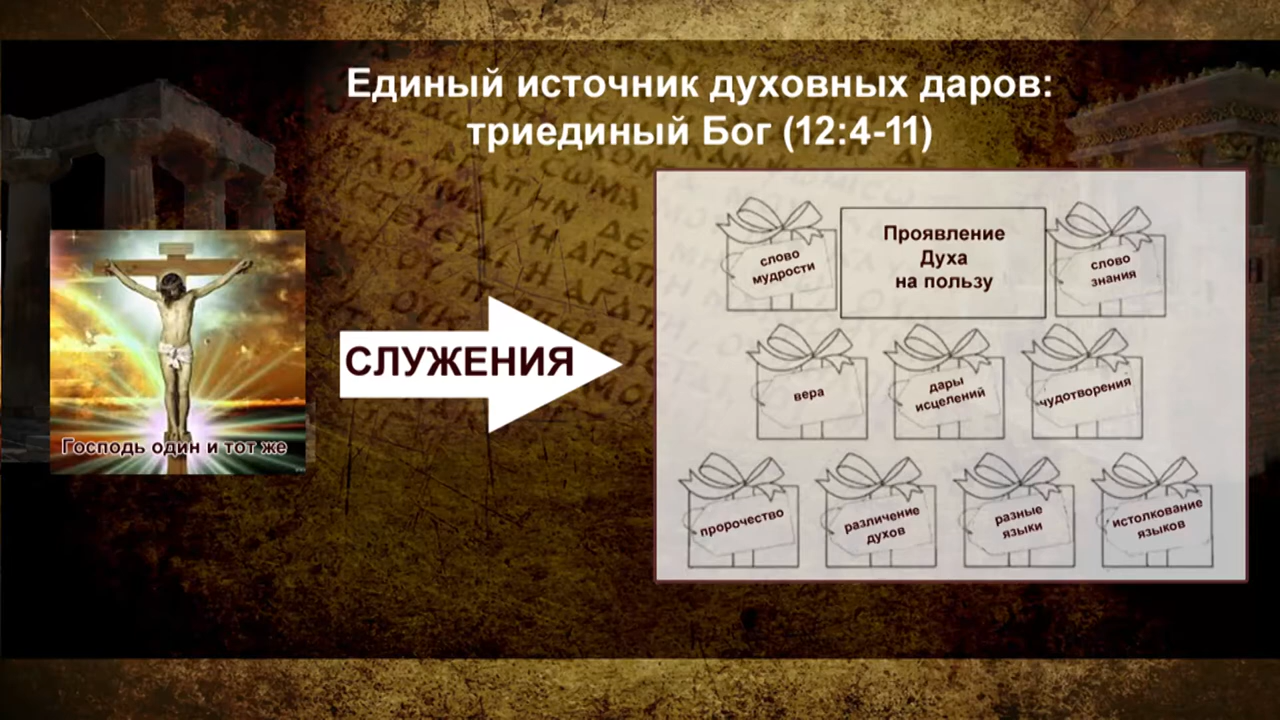 Единый источник духовных даров:
триединый Бог (12:4-11)
Господь один и тот же
СЛУЖЕНИЯ
слово
мудрости
Проявление
Духа
на пользу
слово
знания
вера
дары
исцелений
чудотворения
пророчество
различение
духов
разные
языки
истолкование
языков